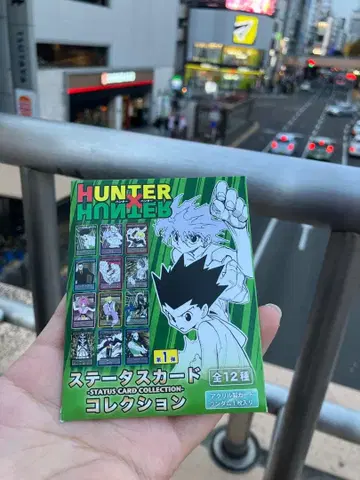 HUNTER
ハンター×ハンター
HUNTER
第1弾
ステータスカード
-STATUS CARD COLLECTION-
コレクション
全12種